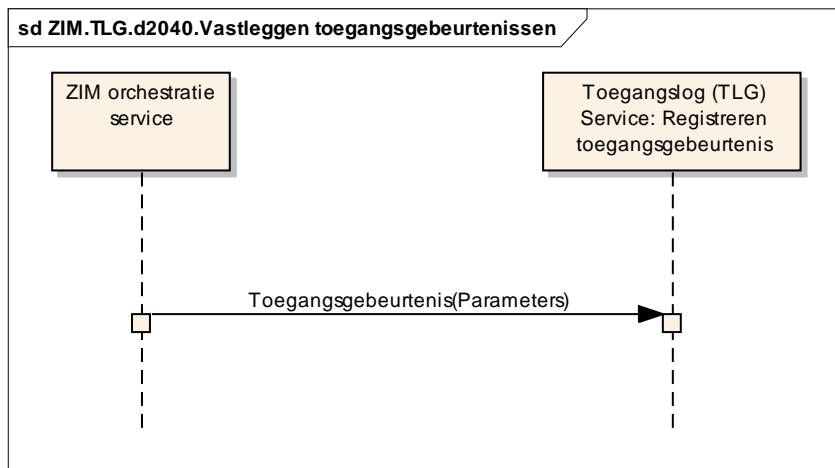 sd ZIM.TLG.d2040.Vastleggen toegangsgebeurtenissen
ZIM orchestratie
service
Toegangslog (TLG)
Service: Registreren
toegangsgebeurtenis
Toegangsgebeurtenis(Parameters)